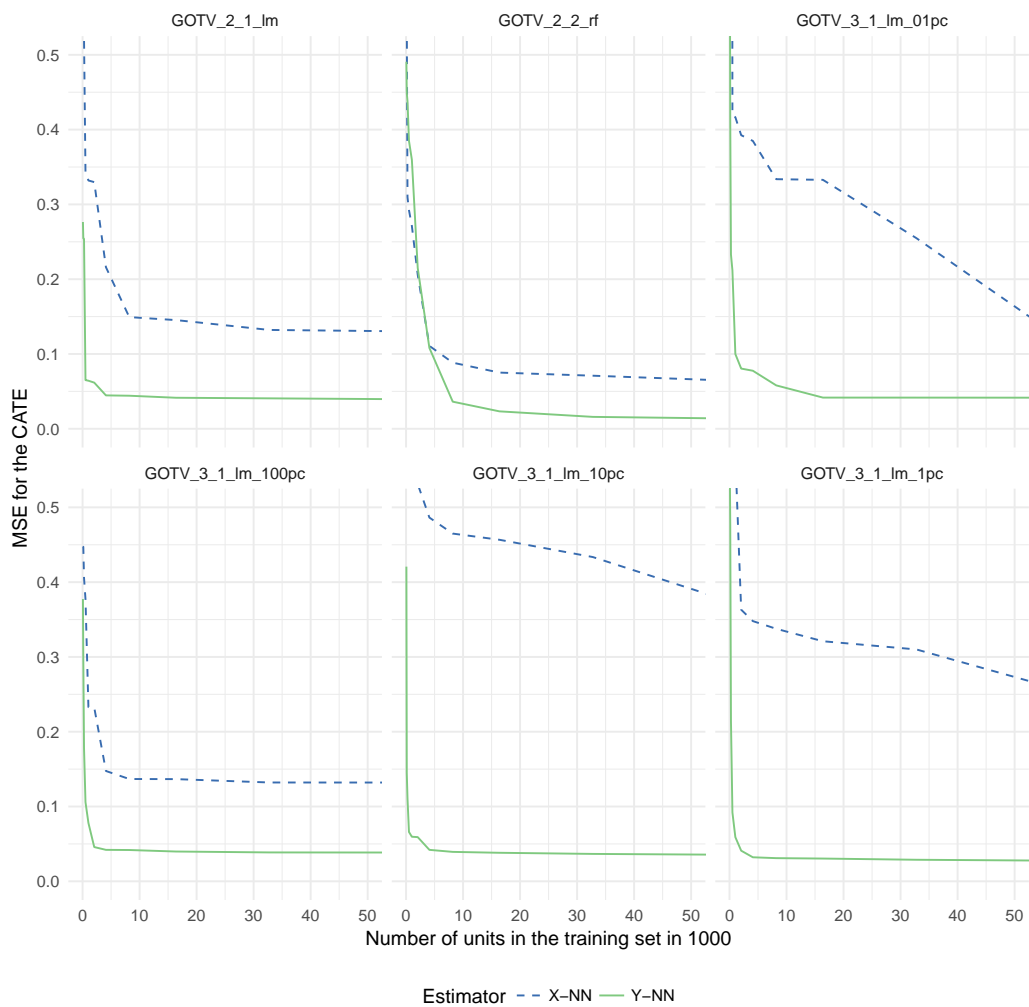 GOTV_2_1_lm GOTV_2_2_rf GOTV_3_1_lm_01pc
0.5
0.4
0.3
0.2
0.1
0.0
MSE for the CATE
GOTV_3_1_lm_100pc GOTV_3_1_lm_10pc GOTV_3_1_lm_1pc
0.5
0.4
0.3
0.2
0.1
0.0
0 10 20 30 40 50 0 10 20 30 40 50 0 10 20 30 40 50
Number of units in the training set in 1000
Estimator X−NN Y−NN